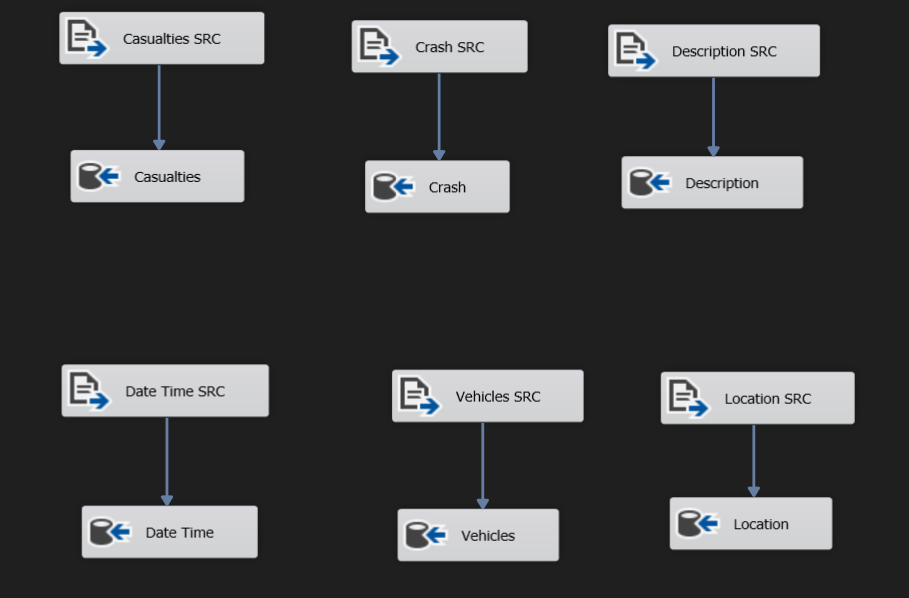 Casualties SRC
Crash SRC
Description SRC
Casualties
Crash
Description
Date Time SRC
Vehicles SRC
Location SRC
Date Time
Vehicles
Location